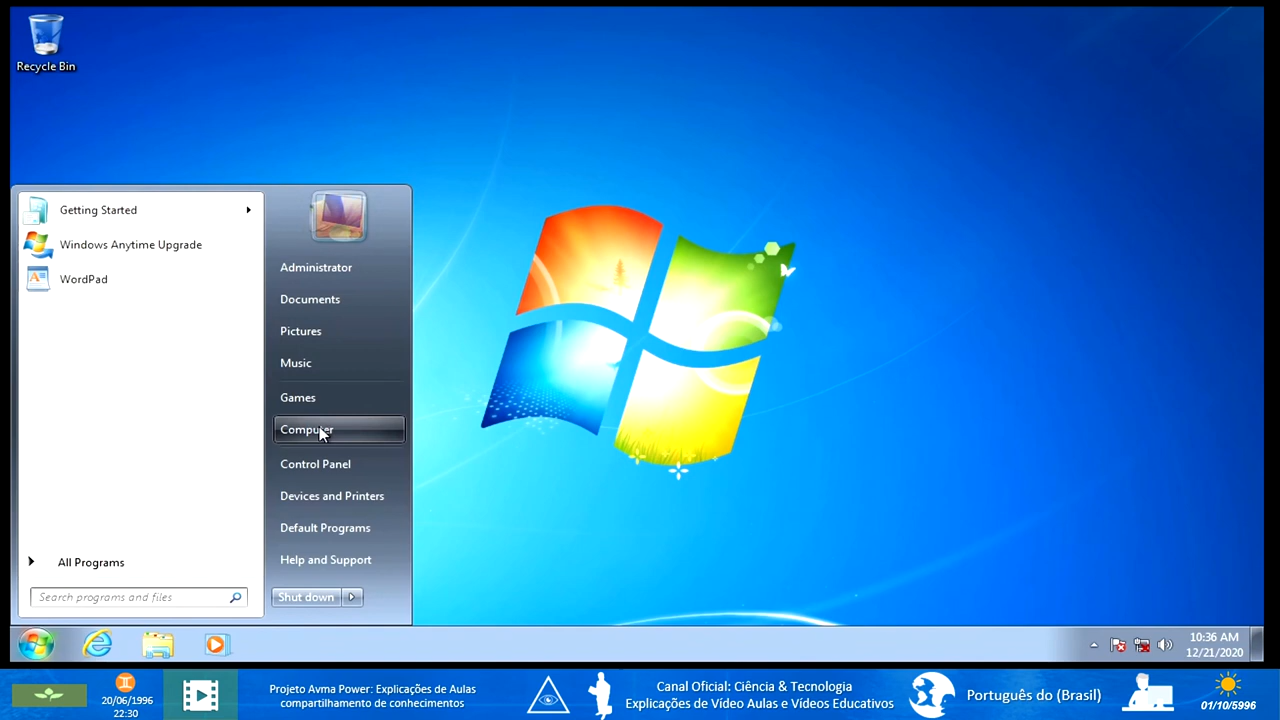 Recycle Bin
Getting Started
Windows Anytime Upgrade
WordPad
All Programs
Search programs and files
Administrator
Documents
Pictures
Music
Games
Computer
Control Panel
Devices and Printers
Default Programs
Help and Support
Shut down
10:36 AM
12/21/2020
20/06/1996
22:30
Projeto Avma Power: Explicações de Aulas
compartilhamento de conhecimentos
Canal Oficial: Ciência & Tecnologia
Explicações de Vídeo Aulas e Vídeos Educativos
Português do (Brasil)
01/10/5996